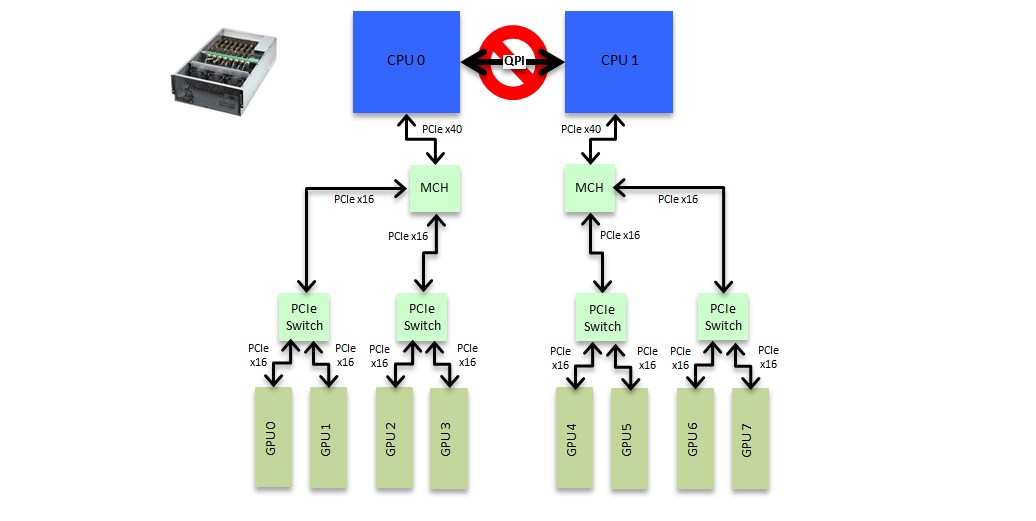 CPU 0
QPI
CPU 1
PCIe x40
PCIe x40
MCH
MCH
PCIe x16
PCIe x16
PCIe x16
PCIe x16
PCIe
Switch
PCIe
Switch
PCIe
Switch
PCIe
Switch
PCIe
x16
PCIe
x16
PCIe
x16
PCIe
x16
PCIe
x16
PCIe
x16
PCIe
x16
PCIe
x16
GPU0
GPU 1
GPU 2
GPU 3
GPU 4
GPU 5
GPU 6
GPU 7